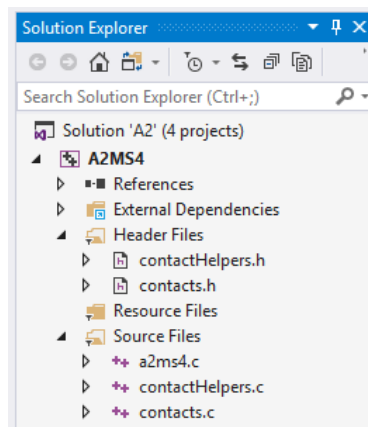 Solution Explorer
Search Solution Explorer (Ctrl+;)
Solution 'A2' (4 projects)
A2MS4
References
External Dependencies
Header Files
contactHelpers.h
contacts.h
Resource Files
Source Files
a2ms4.c
contactHelpers.c
contacts.c